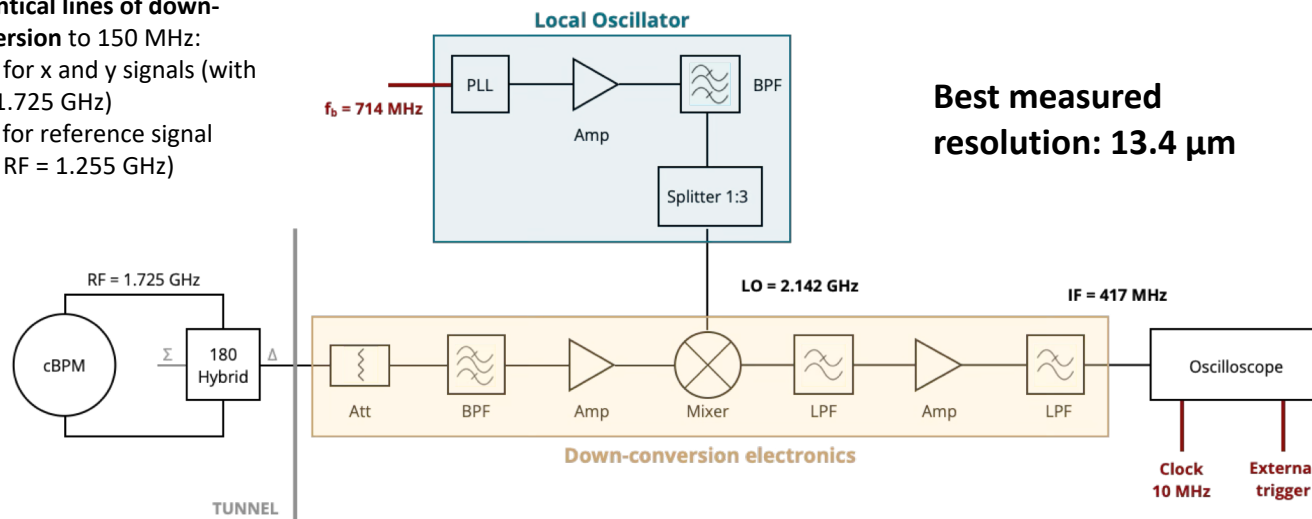 ntical lines of down-
version to 150 MHz:
for x and y signals (with
1.725 GHz)
for reference signal
RF = 1.255 GHz)
Local Oscillator
PLL
BPF
fb = 714 MHz
Amp
Splitter 1:3
Best measured
resolution: 13.4 µm
RF = 1.725 GHz
LO = 2.142 GHz
IF = 417 MHz
cBPM
Σ
180
Hybrid
Δ
Oscilloscope
Att
BPF
Amp
Mixer
LPF
Amp
LPF
Down-conversion electronics
Clock
10 MHz
Externa
trigger
TUNNEL